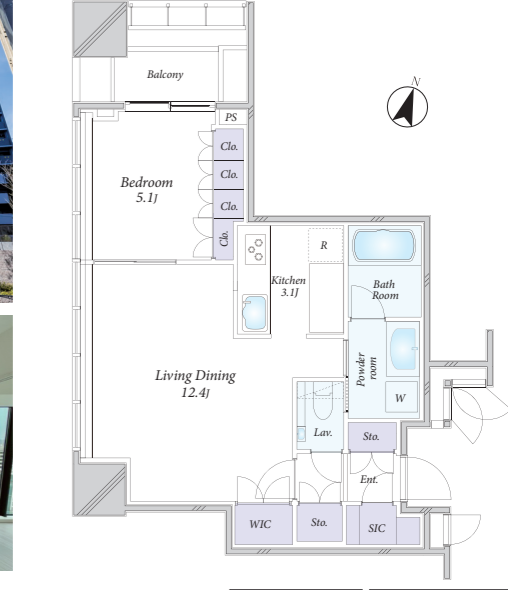 N
Balcony
PS
Clo.
Clo.
Clo.
Clo.
Bedroom
5.1J
R
Kitchen
3.1J
Bath
Room
Living Dining
12.4J
Powder
room
W
Lav.
Sto.
Ent.
WIC
Sto.
SIC